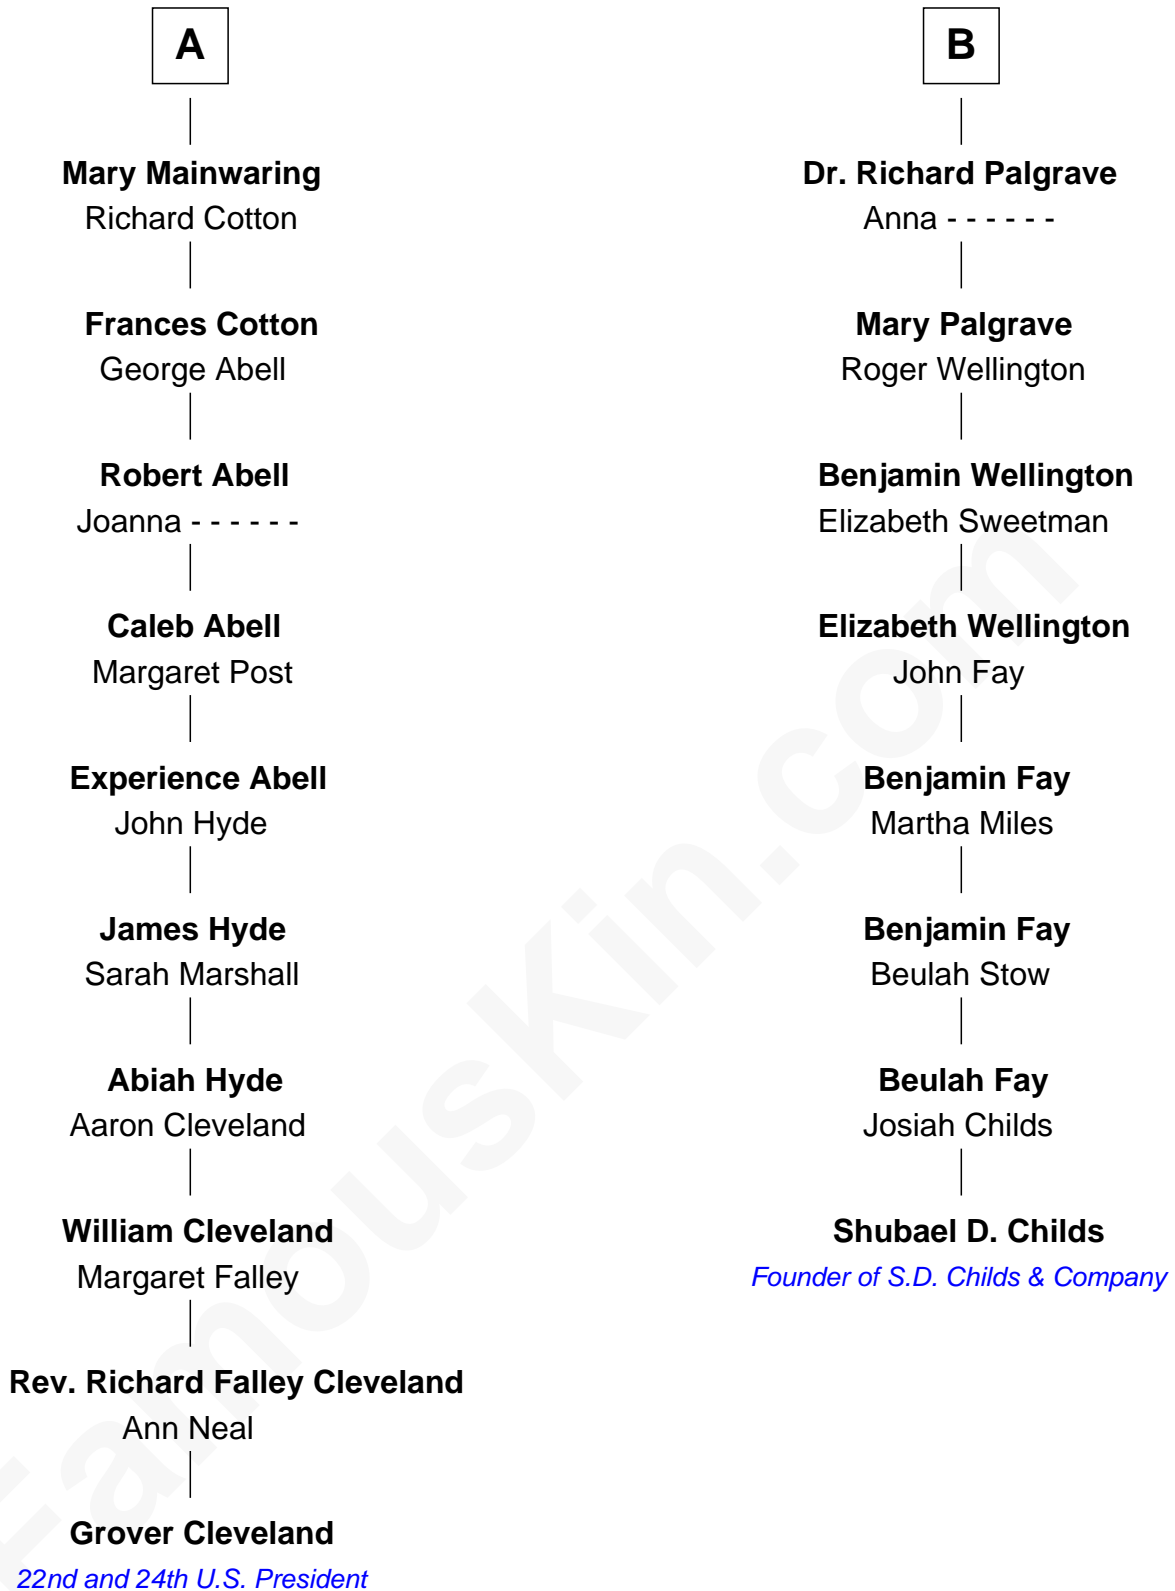 A
Mary Mainwaring
Richard Cotton
Frances Cotton
George Abell
Robert Abell
Joanna - - - - - -
Caleb Abell
Margaret Post
Experience Abell
John Hyde
James Hyde
Sarah Marshall
Abiah Hyde
Aaron Cleveland
William Cleveland
Margaret Falley
Rev. Richard Falley Cleveland
Ann Neal
Grover Cleveland
22nd and 24th U.S. President
B
Dr. Richard Palgrave
Anna - - - - - -
Mary Palgrave
Roger Wellington
Benjamin Wellington
Elizabeth Sweetman
Elizabeth Wellington
John Fay
Benjamin Fay
Martha Miles
Benjamin Fay
Beulah Stow
Beulah Fay
Josiah Childs
Shubael D. Childs
Founder of S.D. Childs & Company
FamousKin.com